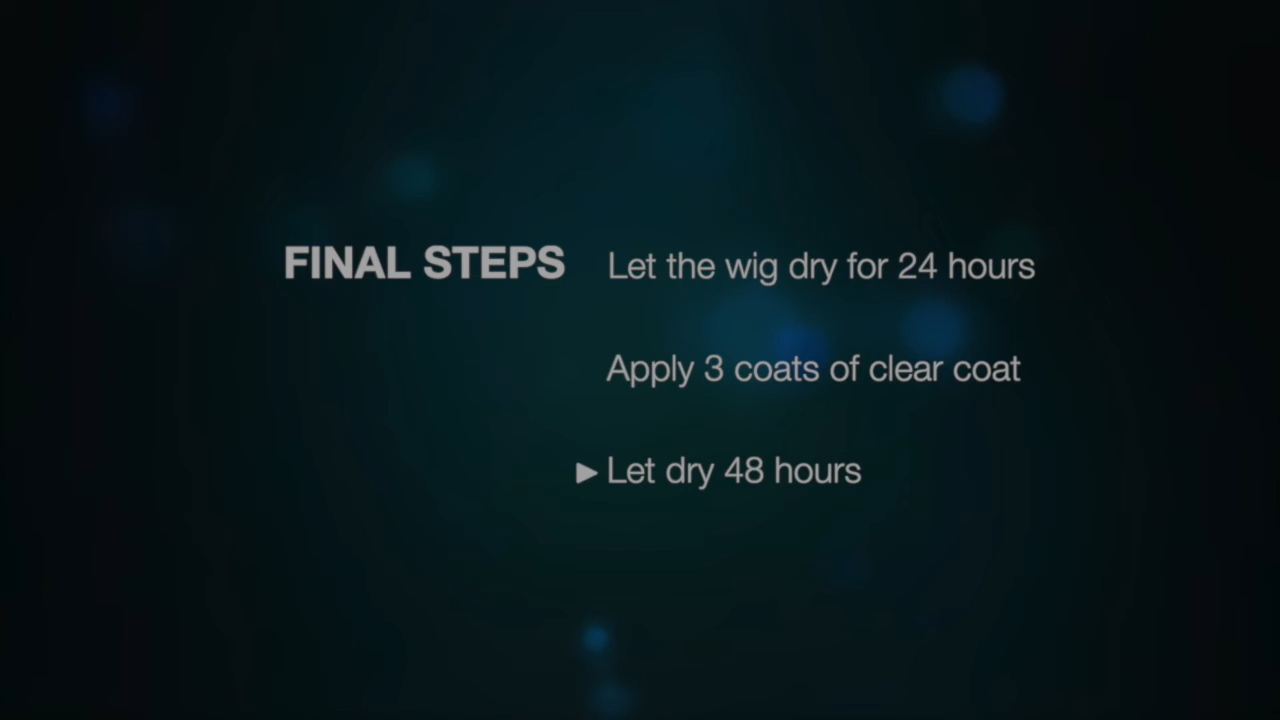 FINAL STEPS Let the wig dry for 24 hours
Apply 3 coats of clear coat
▶ Let dry 48 hours